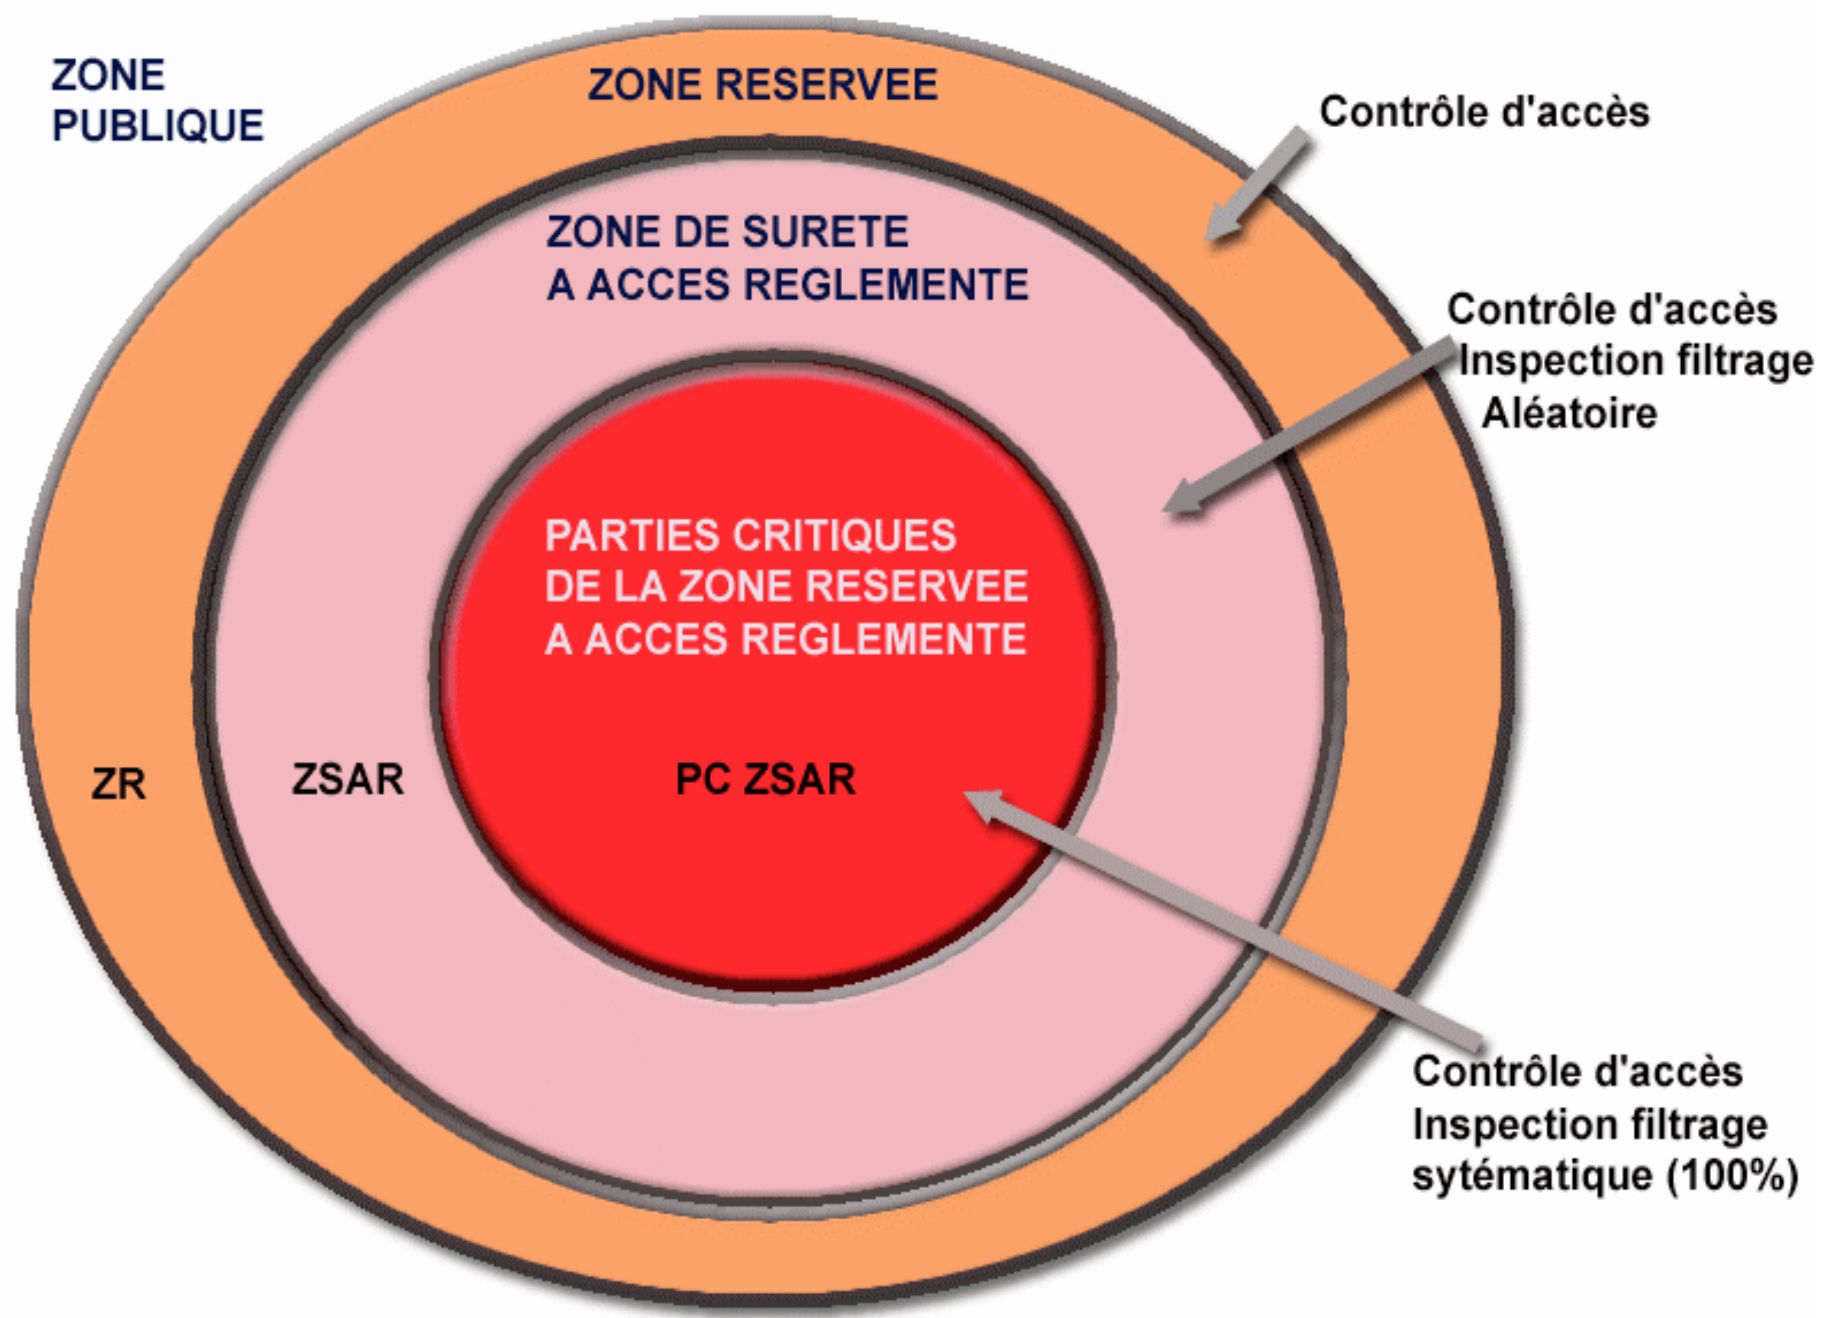 ZONE
PUBLIQUE
ZONE RESERVEE
Contrôle d'accès
ZONE DE SURETE
A ACCES REGLEMENTE
Contrôle d'accès
Inspection filtrage
Aléatoire
PARTIES CRITIQUES
DE LA ZONE RESERVEE
A ACCES REGLEMENTE
ZR
ZSAR
PC ZSAR
Contrôle d'accès
Inspection filtrage
sytématique (100%)